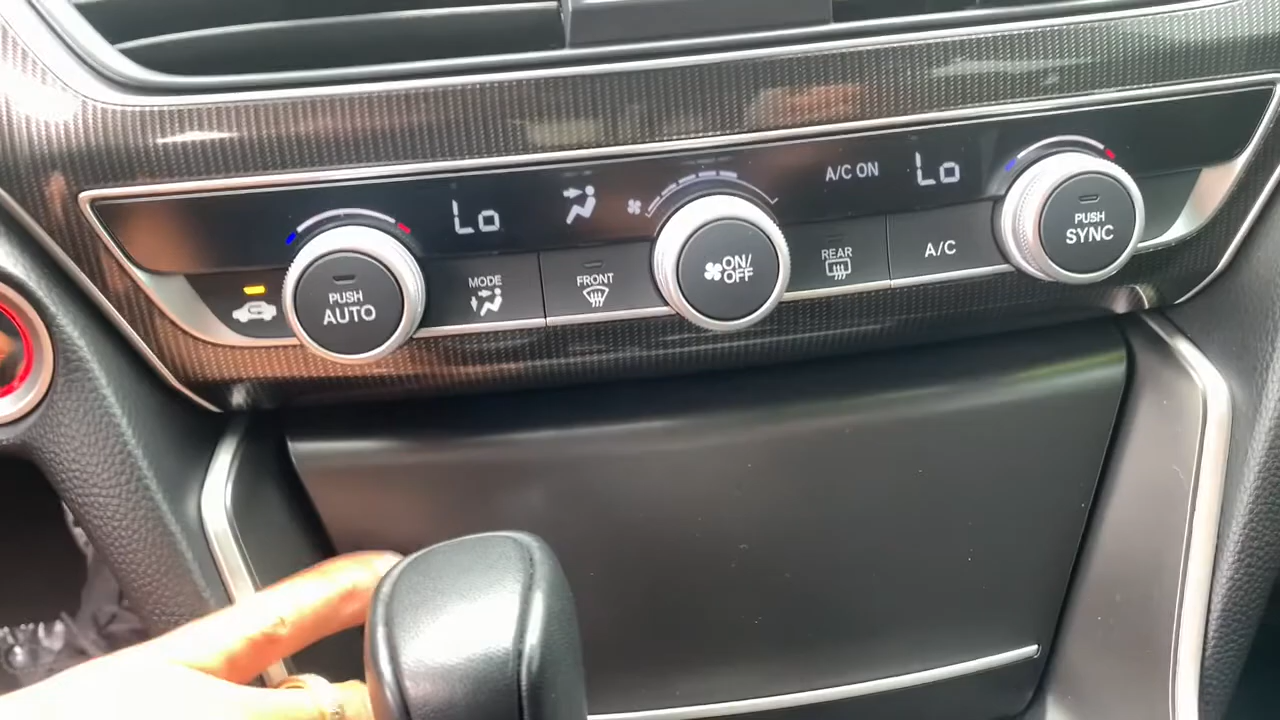 Lo
A/C ON
Lo
PUSH
AUTO
MODE
FRONT
ON/
OFF
REAR
A/C
PUSH
SYNC